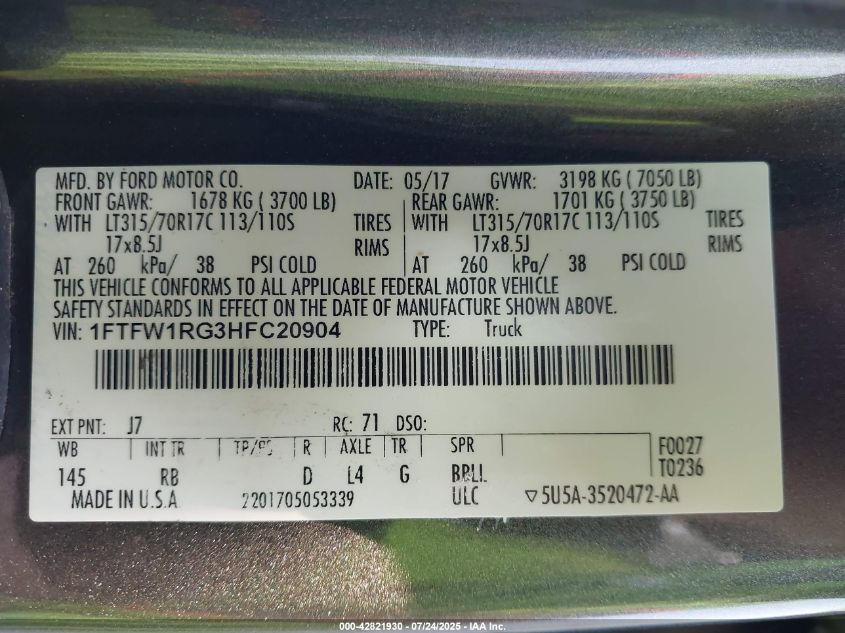 MFD. BY FORD MOTOR CO. DATE: 05/17 GVWR: 3198 KG ( 7050 LB)
FRONT GAWR: 1678 KG ( 3700 LB) REAR GAWR: 1701 KG ( 3750 LB)
WITH LT315/70R17C 113/110S TIRES WITH LT315/70R17C 113/110S TIRES
17x8.5J RIMS 17x8.5J RIMS
AT 260 kPa/ 38 PSI COLD AT 260 kPa/ 38 PSI COLD
THIS VEHICLE CONFORMS TO ALL APPLICABLE FEDERAL MOTOR VEHICLE
SAFETY STANDARDS IN EFFECT ON THE DATE OF MANUFACTURE SHOWN ABOVE.
VIN: 1FTFW1RG3HFC20904 TYPE: Truck
EXT PNT: J7 RC: 71 DSO:
WB INT TR TP/PS R AXLE TR SPR F0027
145 RB D L4 G BBLL T0236
MADE IN U.S.A 2201705053339 ULC ▽5U5A-3520472-AA
000-42821930 - 07/24/2025 - IAA Inc.